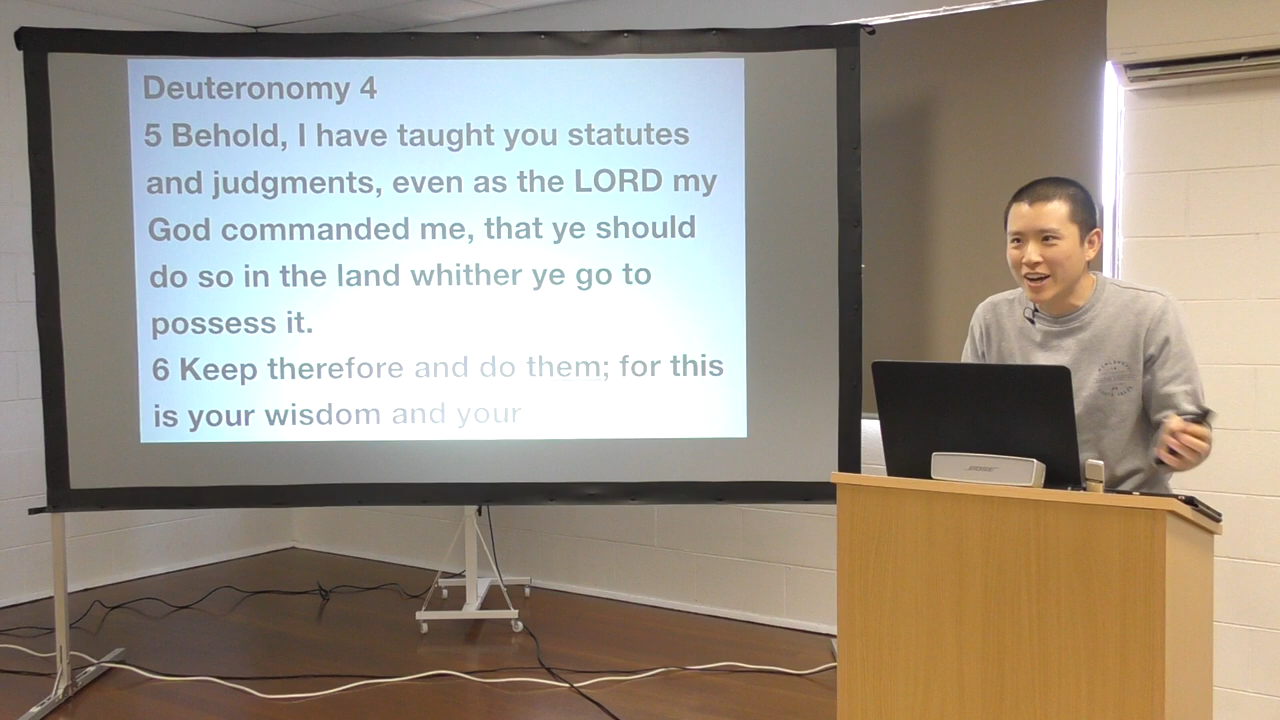 Deuteronomy 4
5 Behold, I have taught you statutes
and judgments, even as the LORD my
God commanded me, that ye should
do so in the land whither ye go to
possess it.
6 Keep therefore and do them; for this
is your wisdom and your